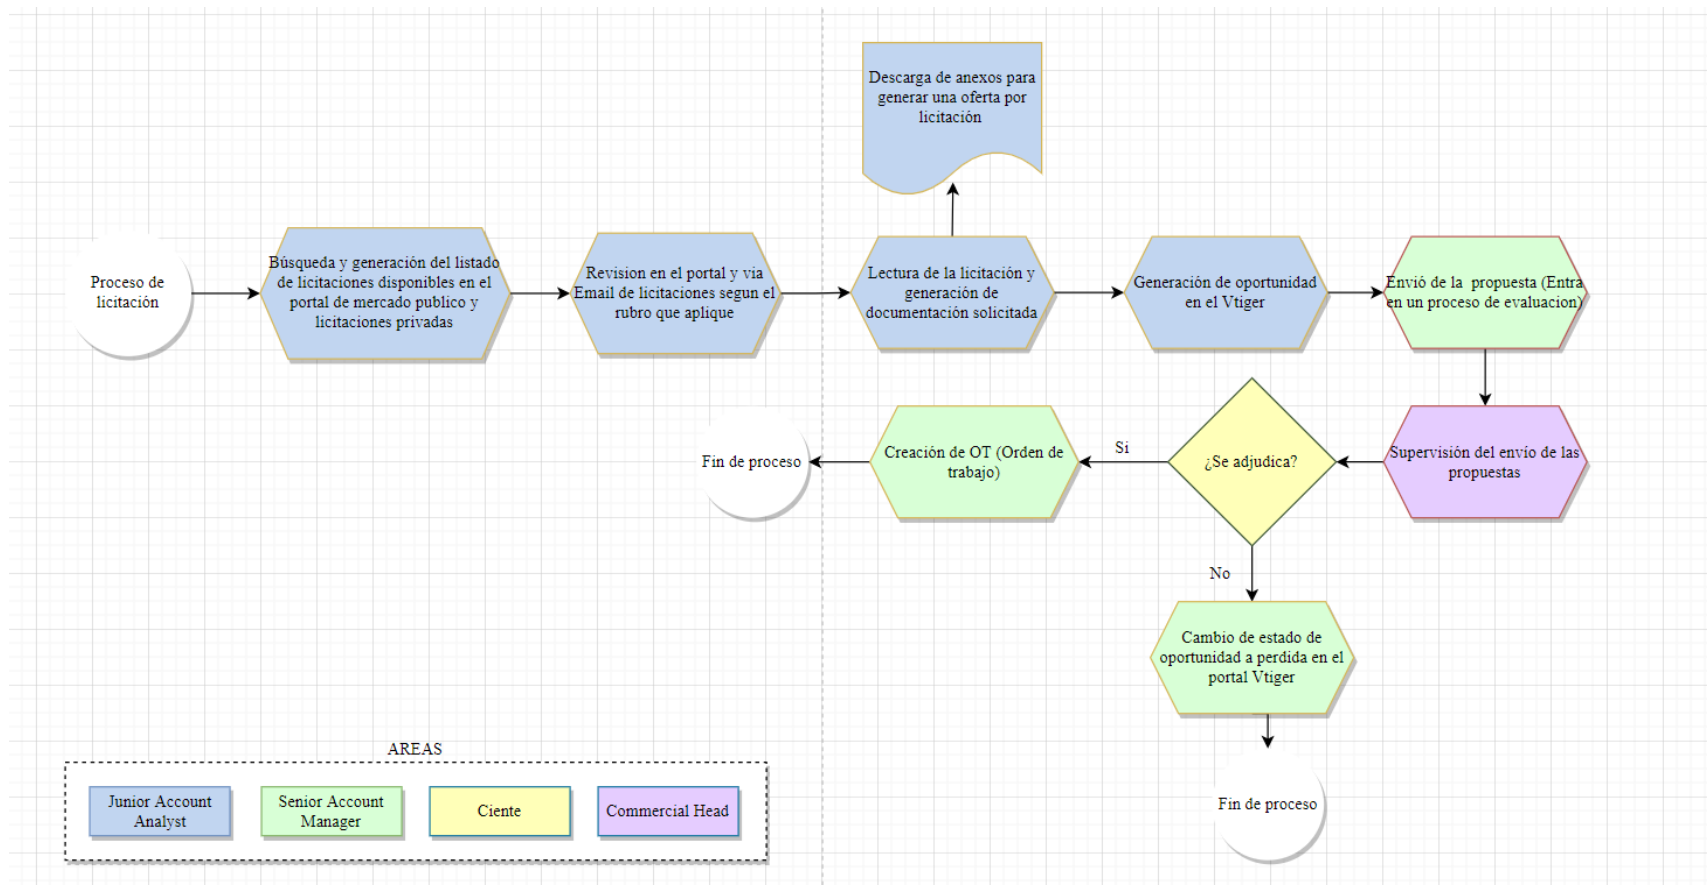 Descarga de anexos para
generar una oferta por
licitación
Proceso de
licitación
Búsqueda y generación del listado
de licitaciones disponibles en el
portal de mercado publico y
licitaciones privadas
Revision en el portal y via
Email de licitaciones segun el
rubro que aplique
Lectura de la licitación y
generación de
documentación solicitada
Generación de oportunidad
en el Vtiger
Envió de la propuesta (Entra
en un proceso de evaluacion)
Supervisión del envío de las
propuestas
¿Se adjudica?
Si
Creación de OT (Orden de
trabajo)
Fin de proceso
No
Cambio de estado de
oportunidad a perdida en el
portal Vtiger
Fin de proceso
AREAS
Junior Account
Analyst
Senior Account
Manager
Ciente
Commercial Head